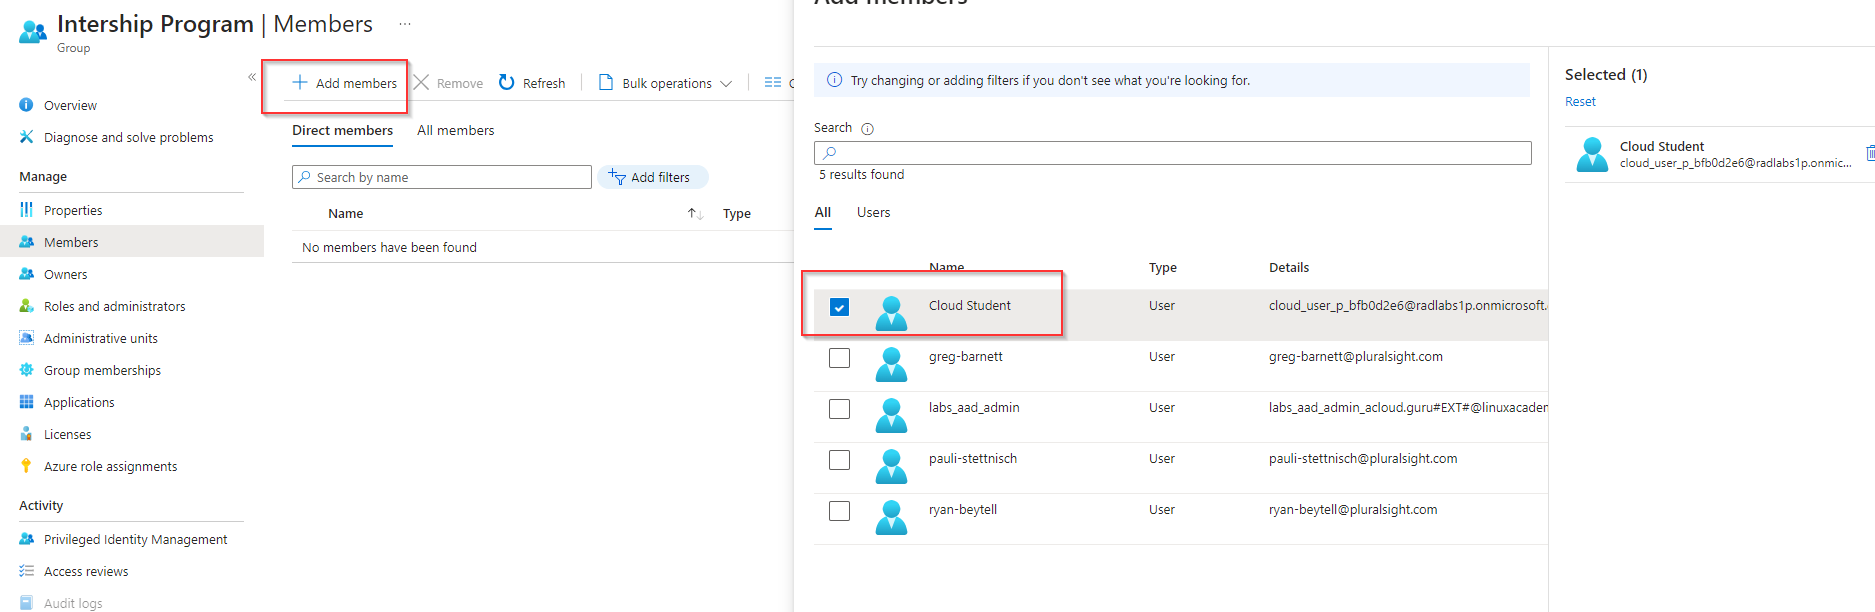 Intership Program | Members ...
Group
«
Add members
Remove
Refresh
Bulk operations
Overview
Diagnose and solve problems
Manage
Properties
Members
Owners
Roles and administrators
Administrative units
Group memberships
Applications
Licenses
Azure role assignments
Activity
Privileged Identity Management
Access reviews
Audit logs
Direct members All members
Search by name
Add filters
Name Type
No members have been found
Add members
Try changing or adding filters if you don't see what you're looking for.
Search
5 results found
All Users
Name Type Details
Cloud Student User cloud_user_p_bfb0d2e6@radlabs1p.onmicrosoft.
greg-barnett User greg-barnett@pluralsight.com
labs_aad_admin User labs_aad_admin_acloud.guru#EXT#@linuxacaden
pauli-stettnisch User pauli-stettnisch@pluralsight.com
ryan-beytell User ryan-beytell@pluralsight.com
Selected (1)
Reset
Cloud Student
cloud_user_p_bfb0d2e6@radlabs1p.onmic...